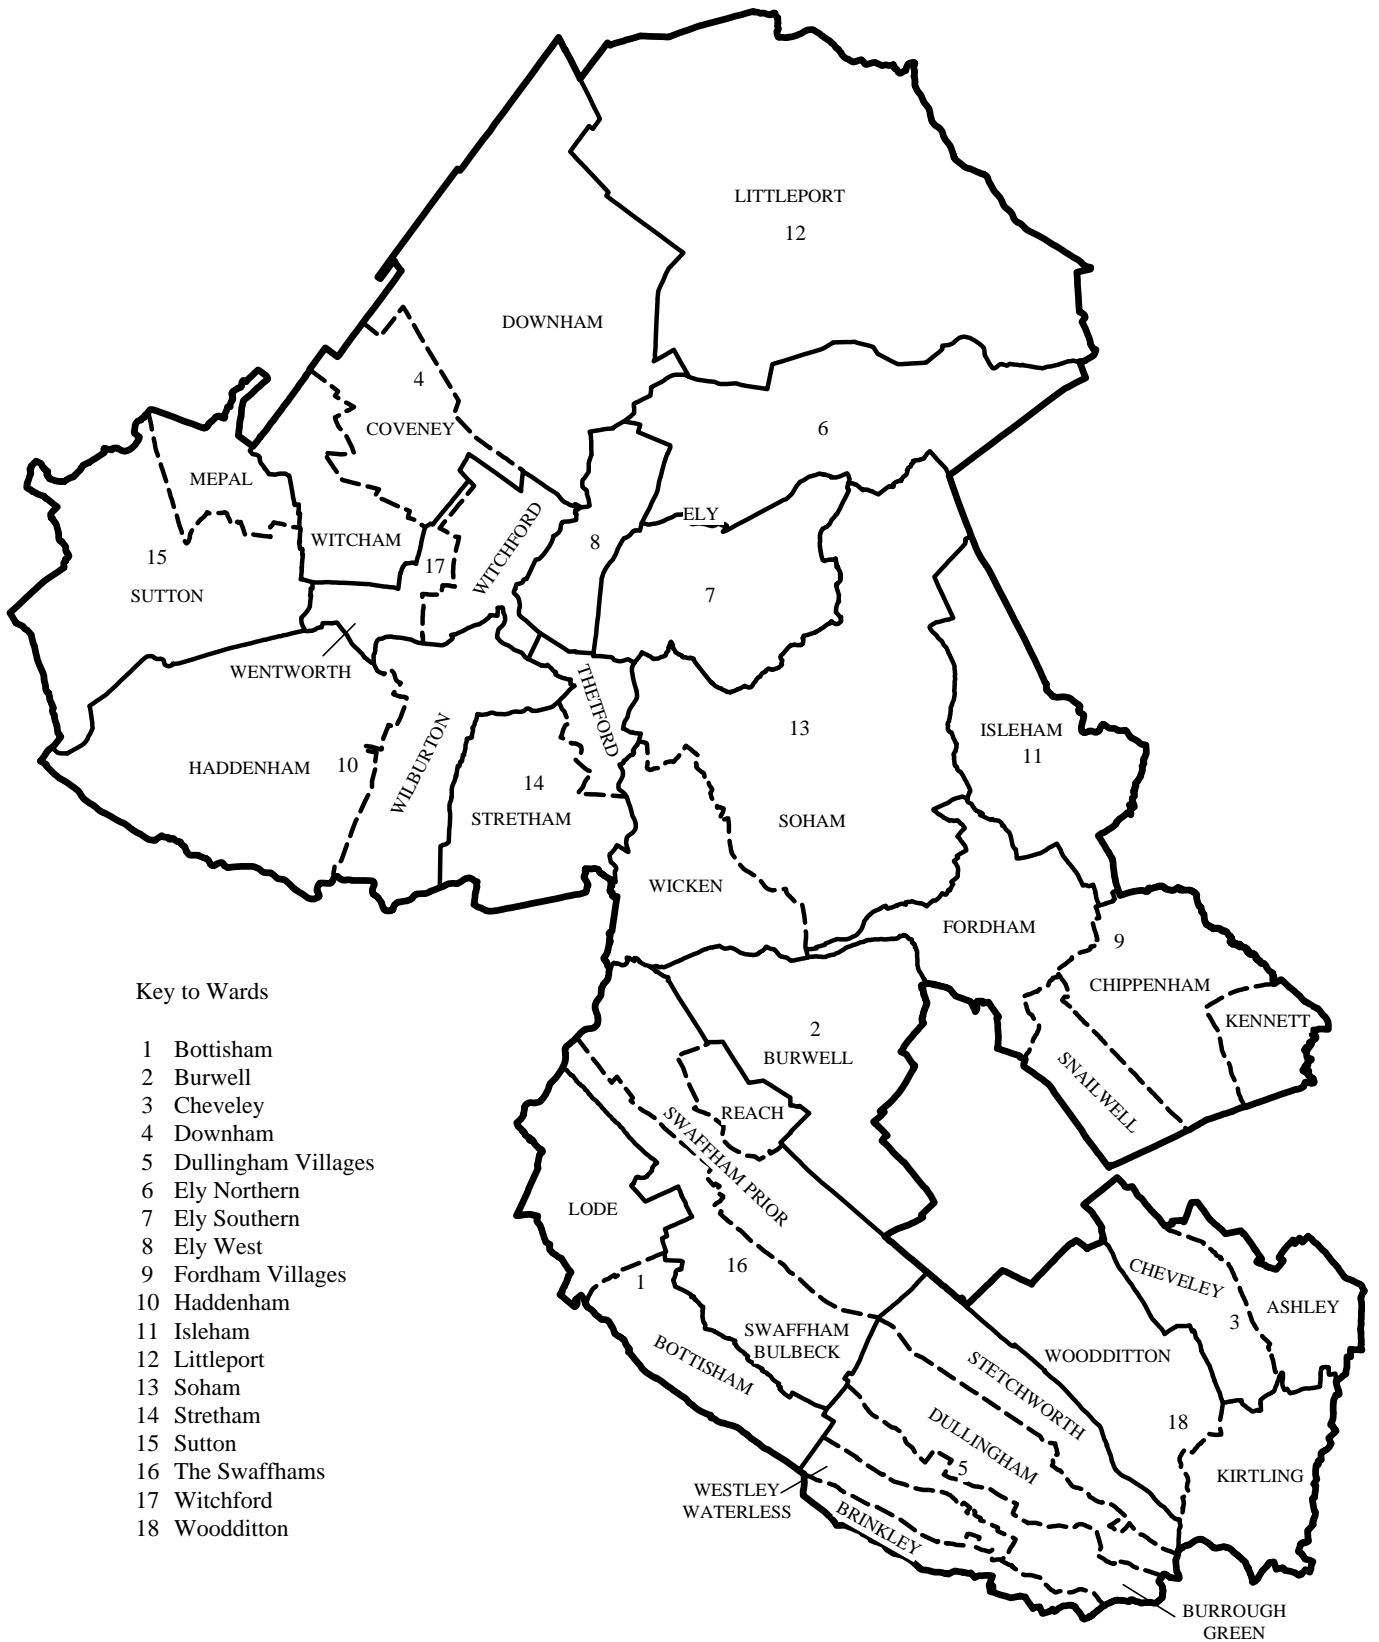 LITTLEPORT
12
DOWNHAM
4
COVENEY
6
MEPAL
ELY
WITCHAM
WITCHFORD
8
15
17
SUTTON
7
WENTWORTH
THETFORD
13
ISLEHAM
11
WILBURTON
HADDENHAM 10
14
STRETHAM
SOHAM
WICKEN
FORDHAM
9
CHIPPENHAM
KENNETT
2
BURWELL
SNAILWELL
REACH
SWAFFHAM PRIOR
LODE
16
1
CHEVELEY
ASHLEY
3
SWAFFHAM
BULBECK
BOTTISHAM
WOODDITTON
STETCHWORTH
DULLINGHAM
18
5
KIRTLING
WESTLEY
WATERLESS
BRINKLEY
BURROUGH
GREEN
Key to Wards
1 Bottisham
2 Burwell
3 Cheveley
4 Downham
5 Dullingham Villages
6 Ely Northern
7 Ely Southern
8 Ely West
9 Fordham Villages
10 Haddenham
11 Isleham
12 Littleport
13 Soham
14 Stretham
15 Sutton
16 The Swaffhams
17 Witchford
18 Woodditton